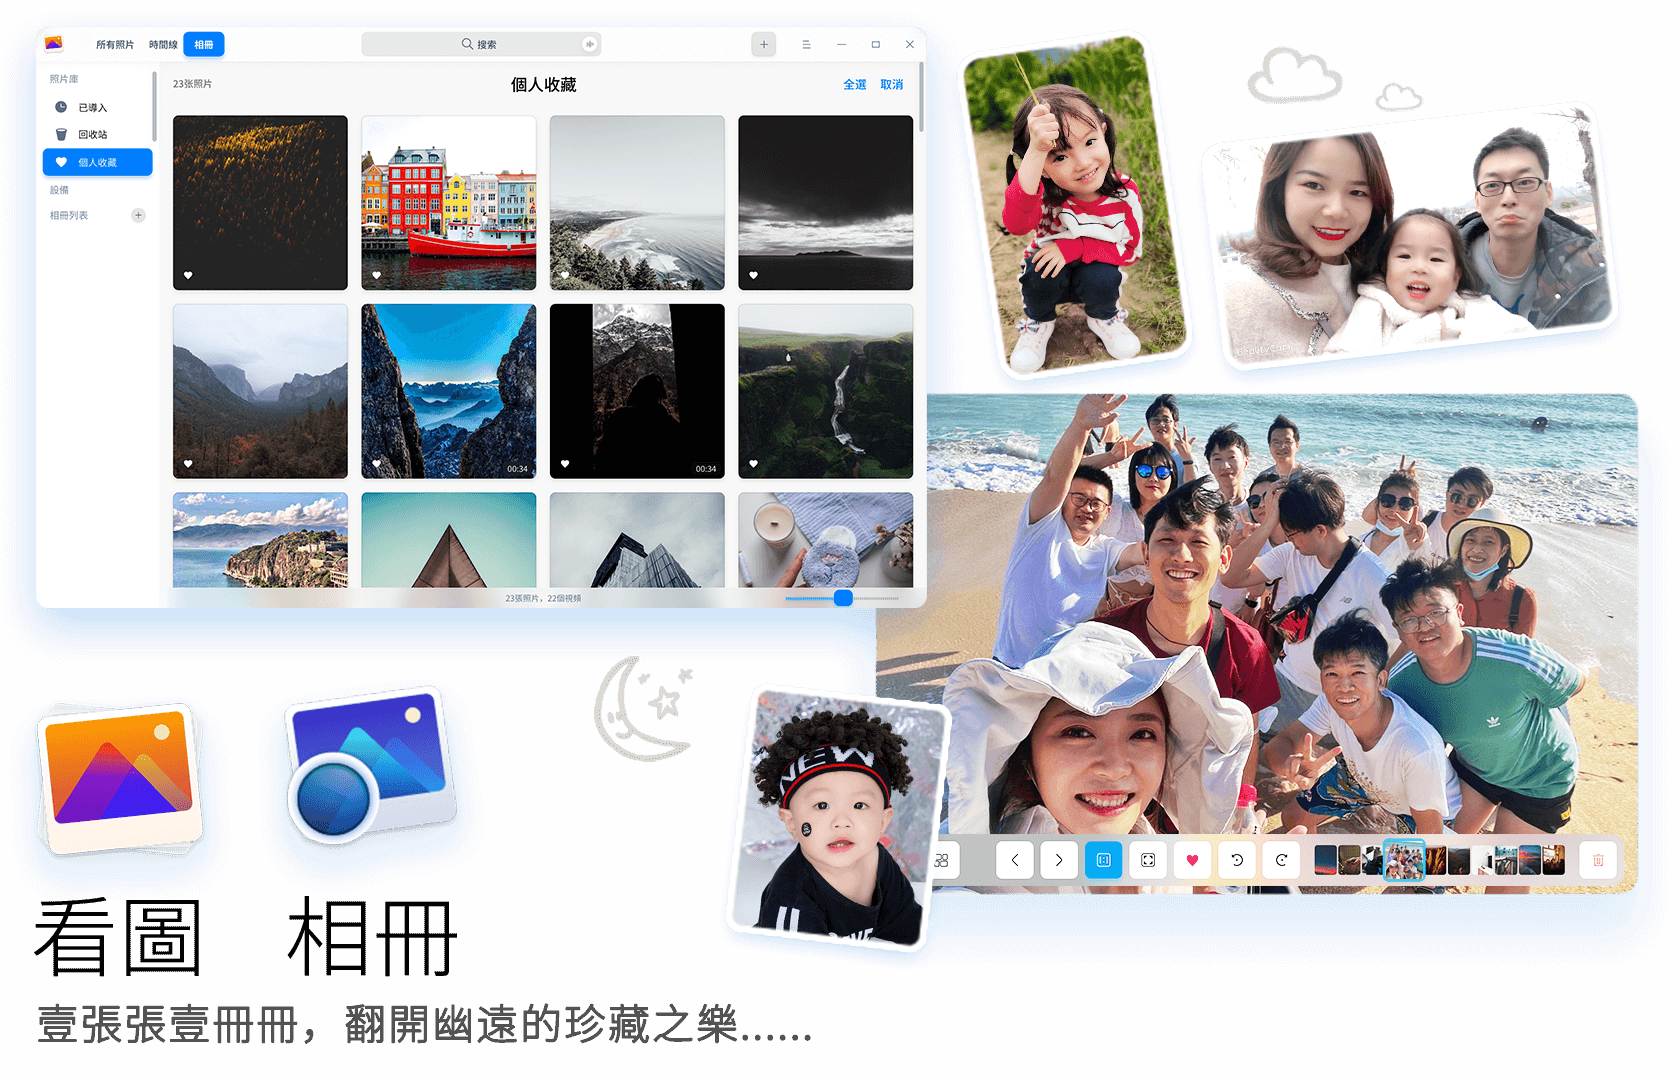 所有照片 時間線 相冊 搜索
照片庫
已導入
回收站
個人收藏
設備
相冊列表
23张照片 個人收藏 全選 取消
00:34 00:34
23張照片，22個視頻
BeautyCam
NEW
看圖 相冊
壹張張壹冊冊，翻開幽遠的珍藏之樂......